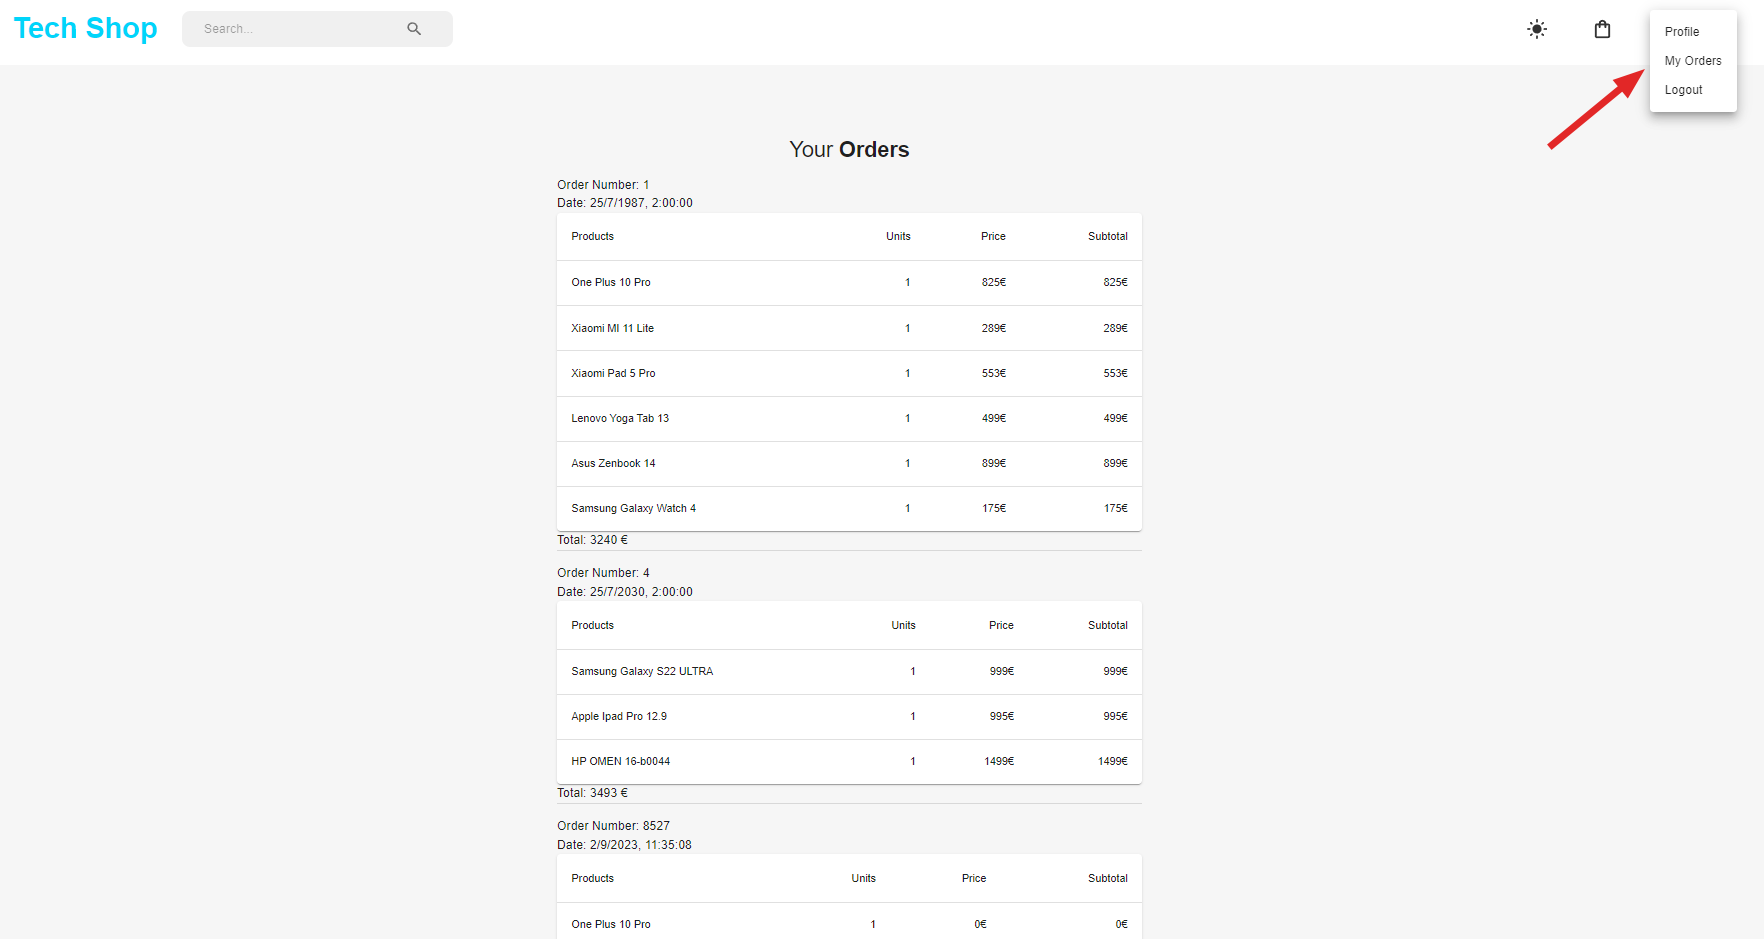 Tech Shop
Search...
Profile
My Orders
Logout
Your Orders
Order Number: 1
Date: 25/7/1987, 2:00:00
Products Units Price Subtotal
One Plus 10 Pro 1 825€ 825€
Xiaomi MI 11 Lite 1 289€ 289€
Xiaomi Pad 5 Pro 1 553€ 553€
Lenovo Yoga Tab 13 1 499€ 499€
Asus Zenbook 14 1 899€ 899€
Samsung Galaxy Watch 4 1 175€ 175€
Total: 3240 €
Order Number: 4
Date: 25/7/2030, 2:00:00
Products Units Price Subtotal
Samsung Galaxy S22 ULTRA 1 999€ 999€
Apple Ipad Pro 12.9 1 995€ 995€
HP OMEN 16-b0044 1 1499€ 1499€
Total: 3493 €
Order Number: 8527
Date: 2/9/2023, 11:35:08
Products Units Price Subtotal
One Plus 10 Pro 1 0€ 0€